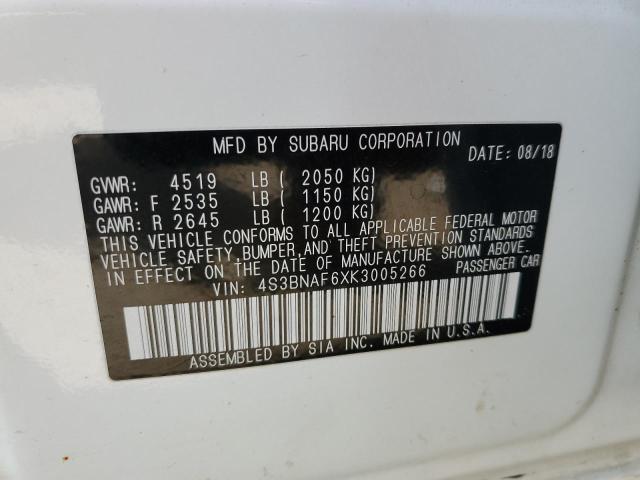 MFD BY SUBARU CORPORATION DATE: 08/18
GVWR: 4519 LB ( 2050 KG)
GAWR: F 2535 LB ( 1150 KG)
GAWR: R 2645 LB ( 1200 KG)
THIS VEHICLE CONFORMS TO ALL APPLICABLE FEDERAL MOTOR
VEHICLE SAFETY, BUMPER, AND THEFT PREVENTION STANDARDS
IN EFFECT ON THE DATE OF MANUFACTURE SHOWN ABOVE.
VIN: 4S3BNAF6XK3005266 PASSENGER CAR
ASSEMBLED BY SIA INC. MADE IN U.S.A.